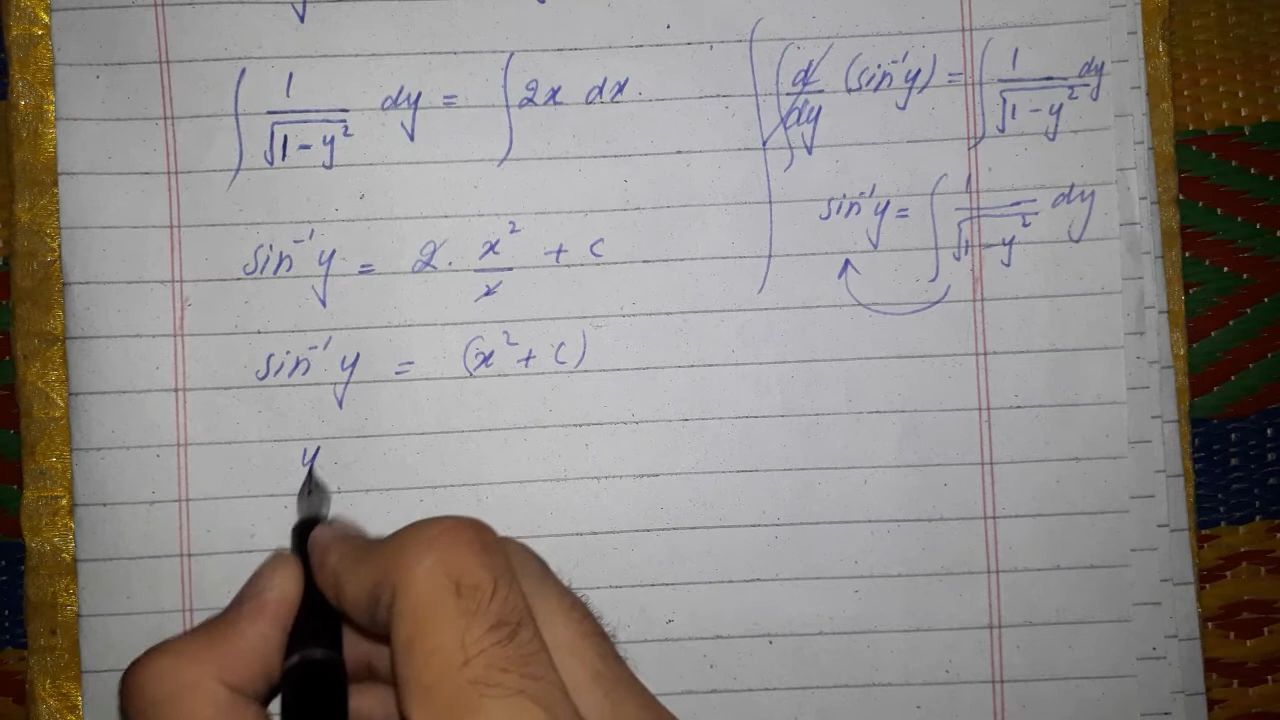 ∫ 1/√(1-y²) dy = ∫ 2x dx.
sin⁻¹y = 2. x²/2 + c
sin⁻¹y = (x² + c)
y
∫ d/dy (sin⁻¹y) = ∫ 1/√(1-y²) dy
sin⁻¹y = ∫ 1/√(1-y²) dy